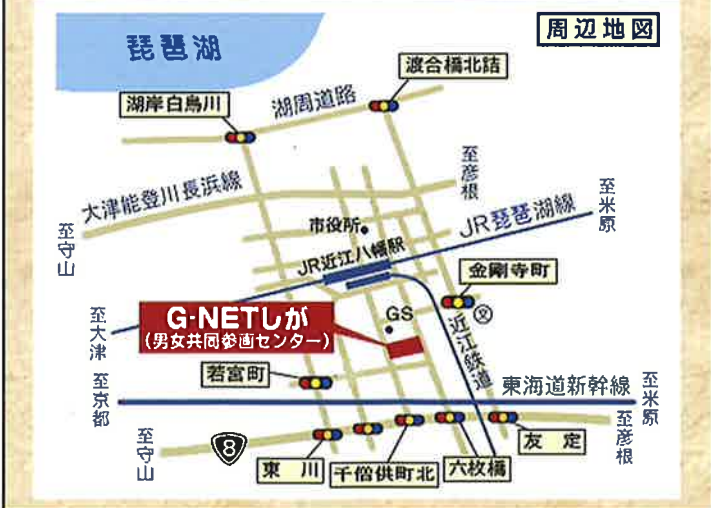 周辺地図
琵琶湖
渡合橋北詰
湖岸白鳥川
湖周道路
至彦根
大津能登川長浜線
至守山
至米原
市役所
JR琵琶湖線
JR近江八幡駅
金剛寺町
文
至大津
G-NETしが
(男女共同参画センター)
GS
近江鉄道
若宮町
至京都
東海道新幹線
至米原
至守山
8
至彦根
東川
千僧供町北
六枚橋
友定